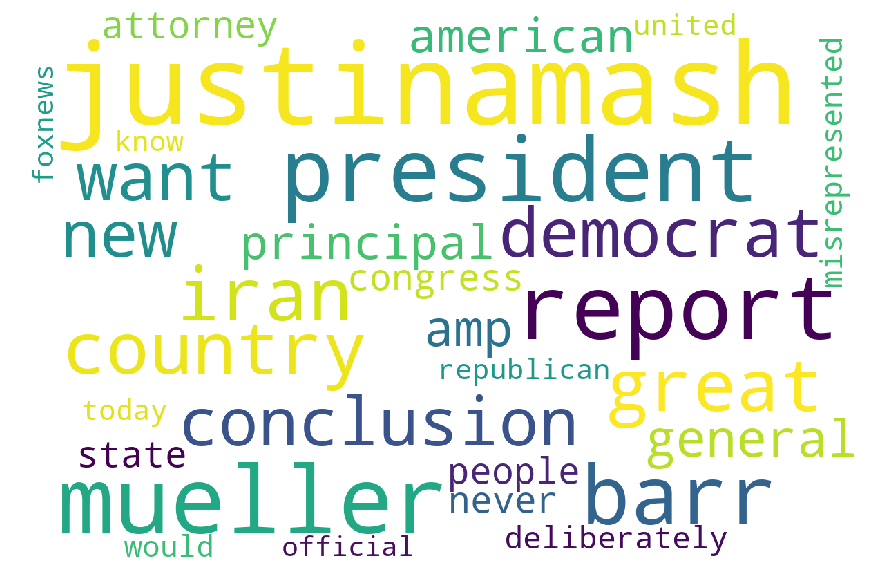 attorney
american
united
justinamash
foxnews
know
want
president
misrepresented
new
principal
democrat
iran
congress
report
country
amp
republican
great
today
conclusion
general
state
people
mueller
never
barr
would
official
deliberately